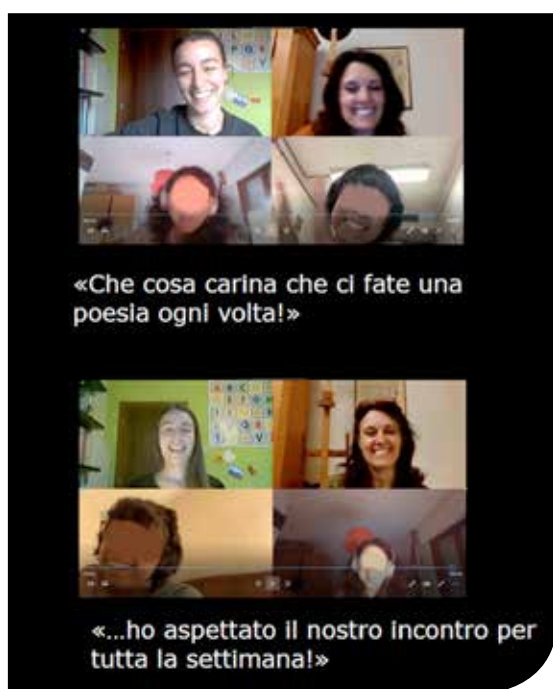 «Che cosa carina che ci fate una
poesia ogni volta!»
«...ho aspettato il nostro incontro per
tutta la settimana!»